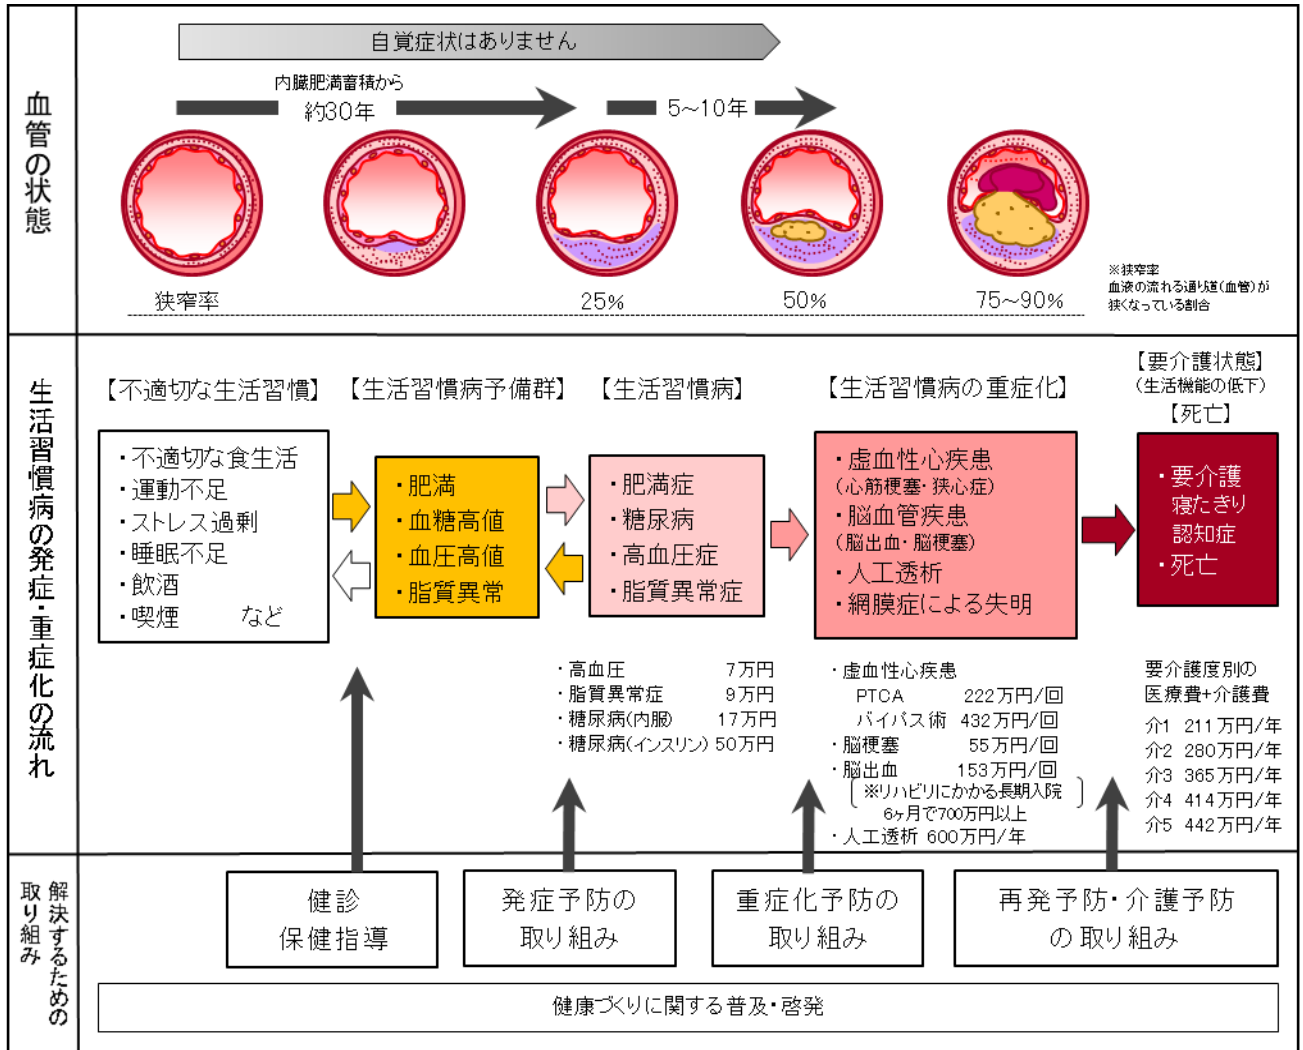 血管の状態
自覚症状はありません
内臓肥満蓄積から
約30年
5～10年
狭窄率
25%
50%
75～90%
※狭窄率
血液の流れる通り道(血管)が
狭くなっている割合
生活習慣病の発症・重症化の流れ
【不適切な生活習慣】
・不適切な食生活
・運動不足
・ストレス過剰
・睡眠不足
・飲酒
・喫煙 など
【生活習慣病予備群】
・肥満
・血糖高値
・血圧高値
・脂質異常
【生活習慣病】
・肥満症
・糖尿病
・高血圧症
・脂質異常症
【生活習慣病の重症化】
・虚血性心疾患
(心筋梗塞・狭心症)
・脳血管疾患
(脳出血・脳梗塞)
・人工透析
・網膜症による失明
【要介護状態】
(生活機能の低下)
【死亡】
・要介護
寝たきり
認知症
・死亡
・高血圧 7万円
・脂質異常症 9万円
・糖尿病(内服) 17万円
・糖尿病(インスリン) 50万円
・虚血性心疾患
PTCA 222万円/回
バイパス術 432万円/回
・脳梗塞 55万円/回
・脳出血 153万円/回
※リハビリにかかる長期入院
6ヶ月で700万円以上
・人工透析 600万円/年
要介護度別の
医療費+介護費
介1 211万円/年
介2 280万円/年
介3 365万円/年
介4 414万円/年
介5 442万円/年
解決するための
取り組み
健診
保健指導
発症予防の
取り組み
重症化予防の
取り組み
再発予防・介護予防
の取り組み
健康づくりに関する普及・啓発